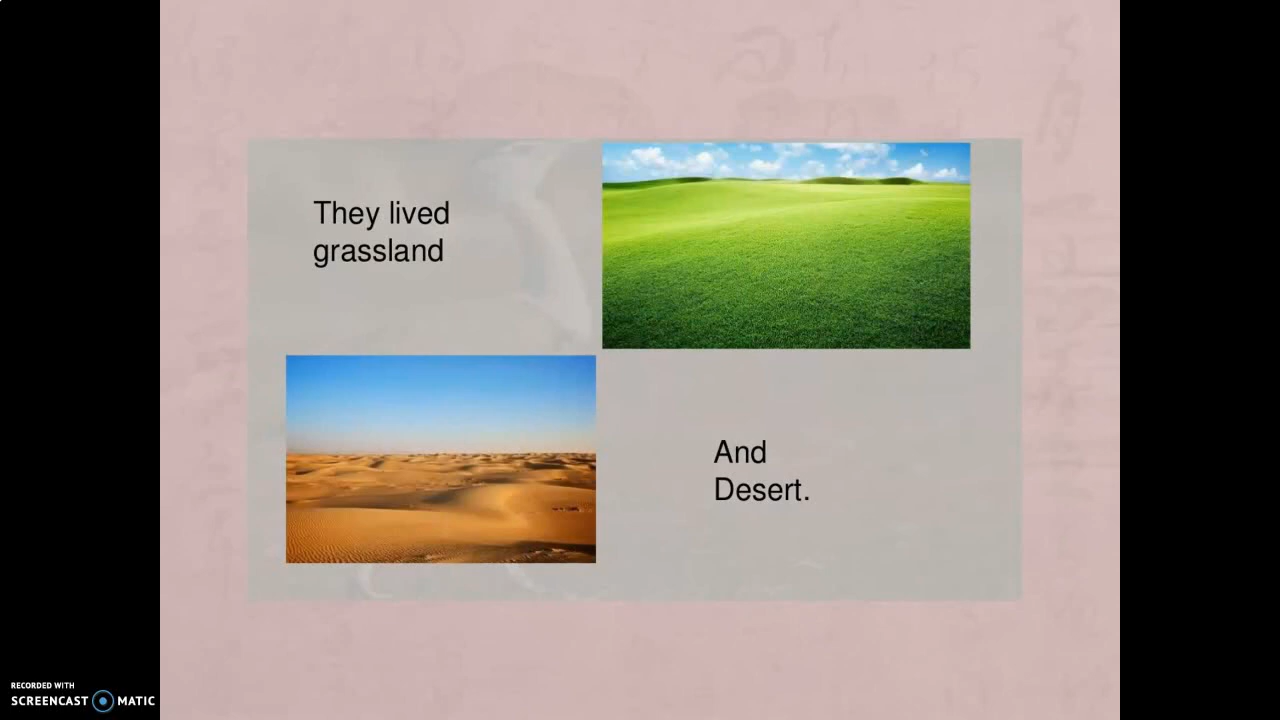 They lived
grassland
And
Desert.
RECORDED WITH
SCREENCAST MATIC